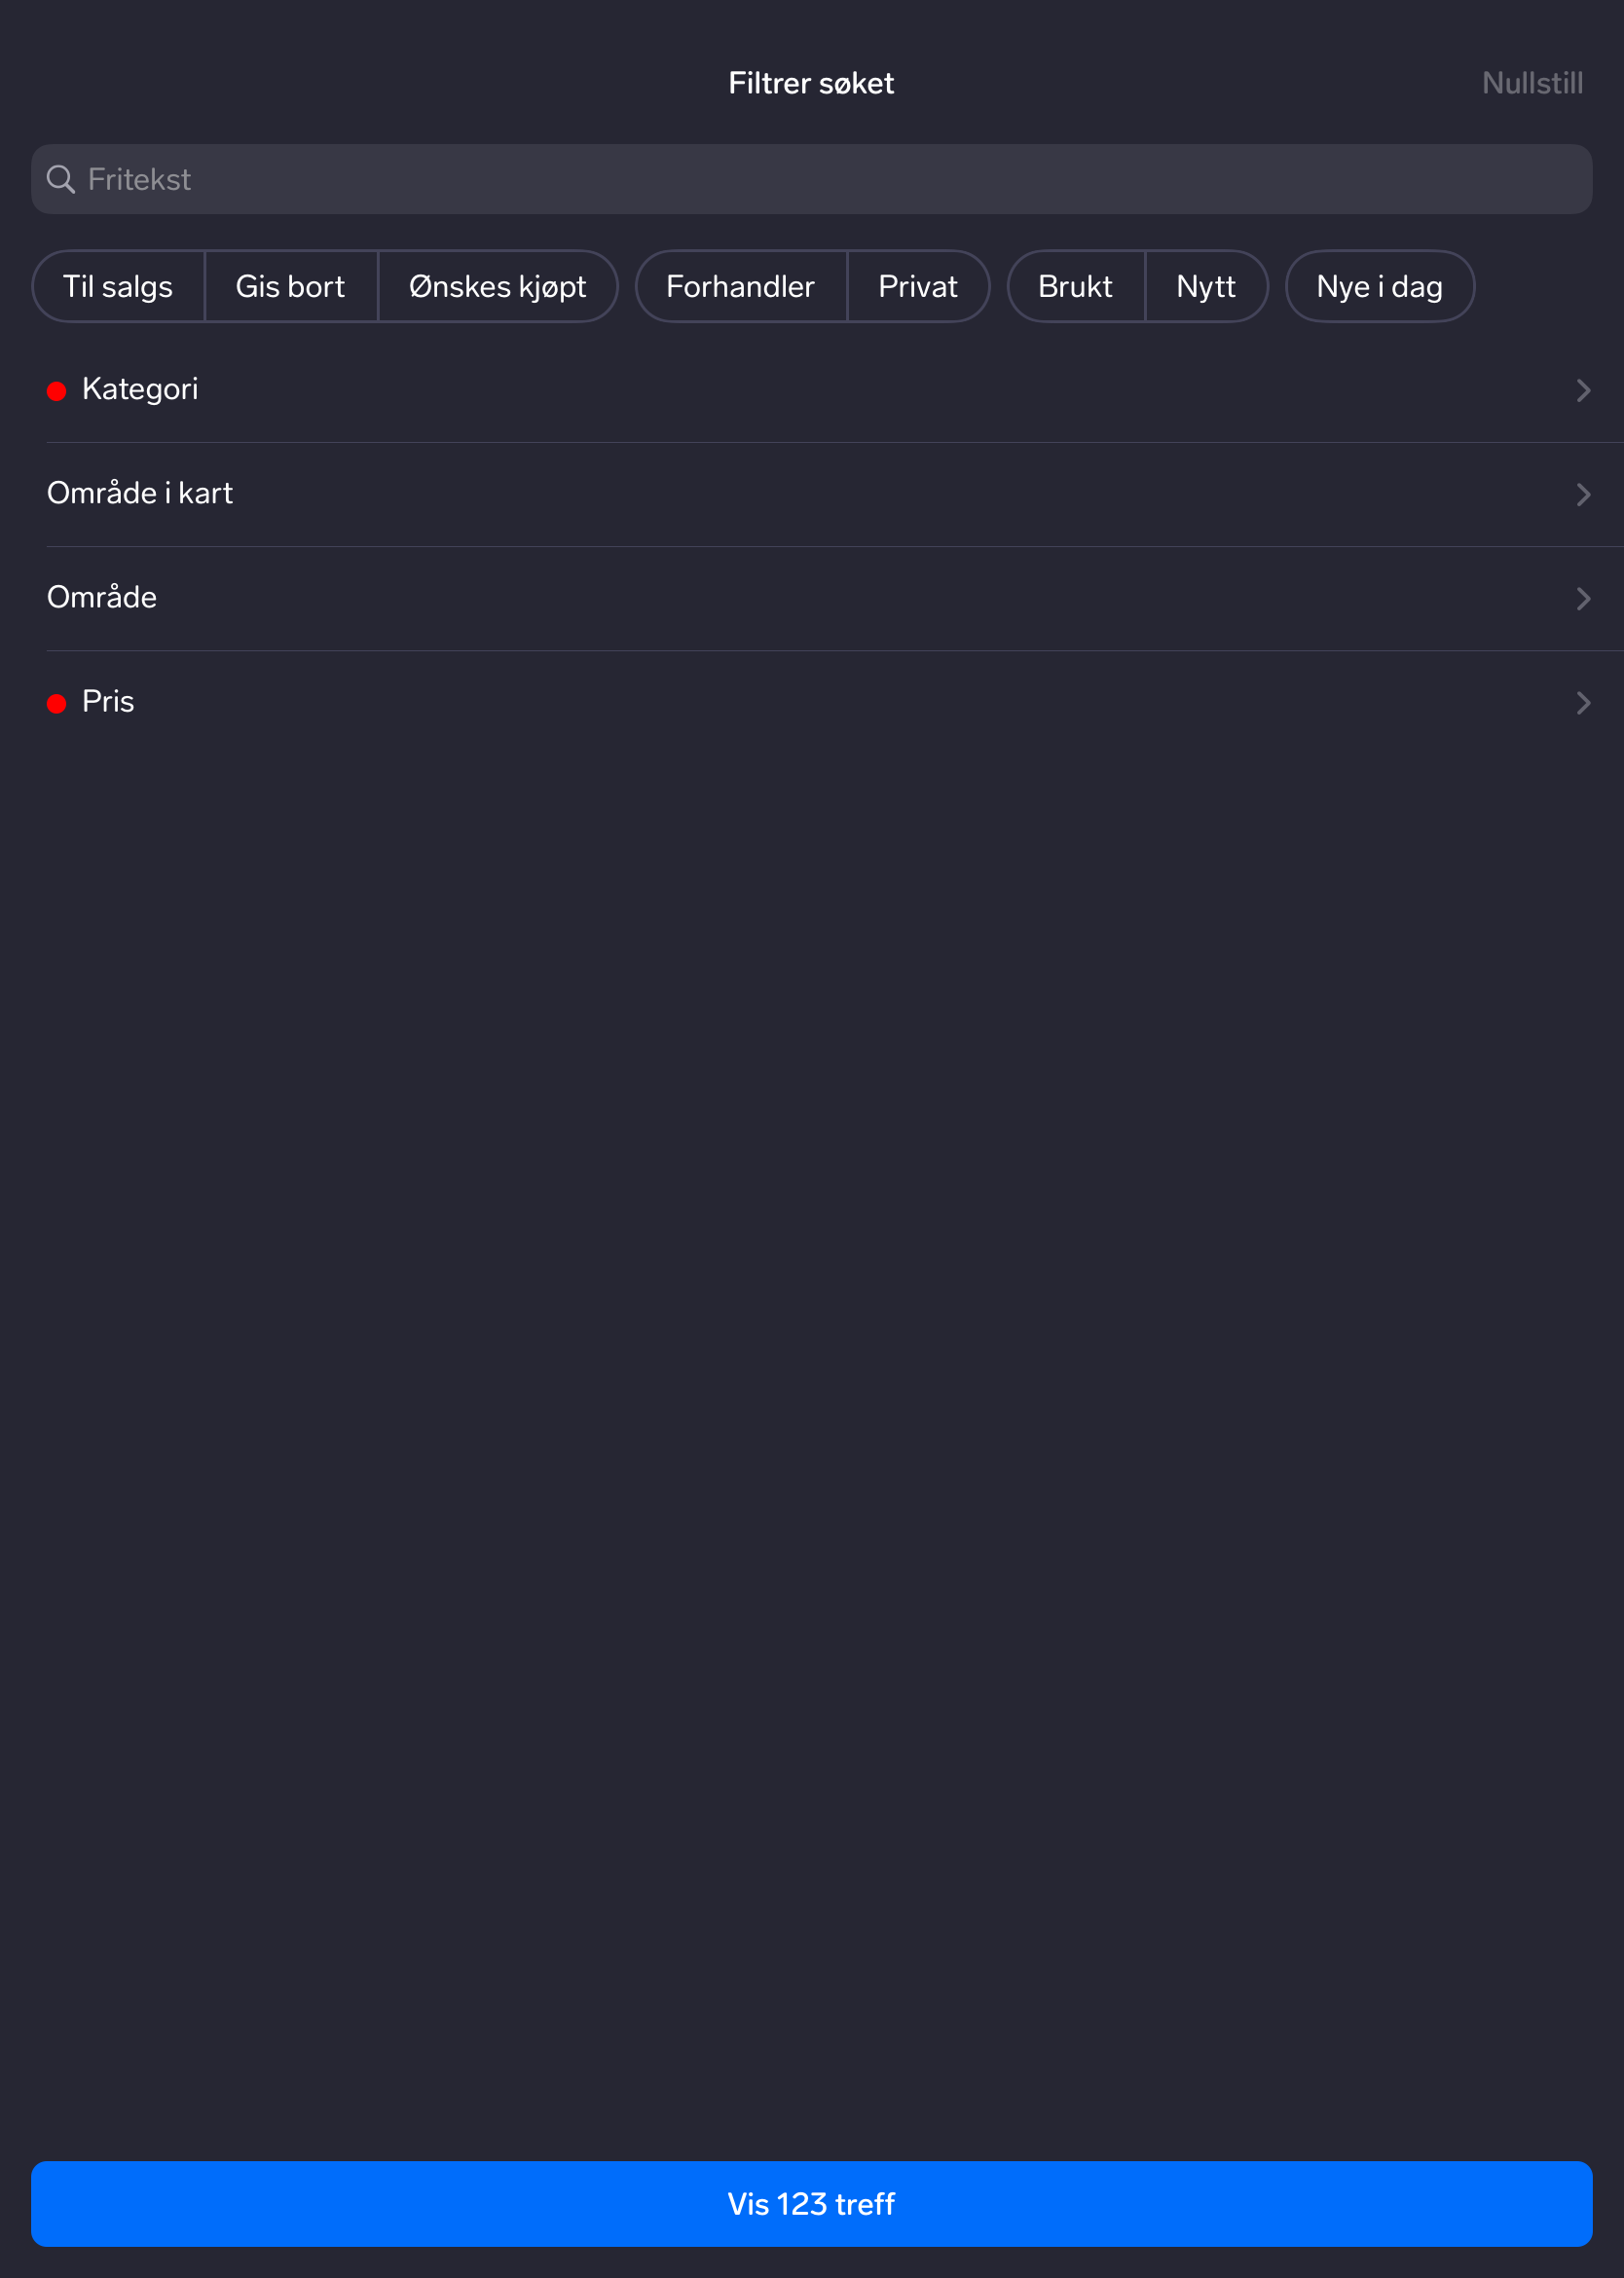 Filtrer søket
Nullstill
Fritekst
Til salgs Gis bort Ønskes kjøpt Forhandler Privat Brukt Nytt Nye i dag
Kategori
Område i kart
Område
Pris
Vis 123 treff